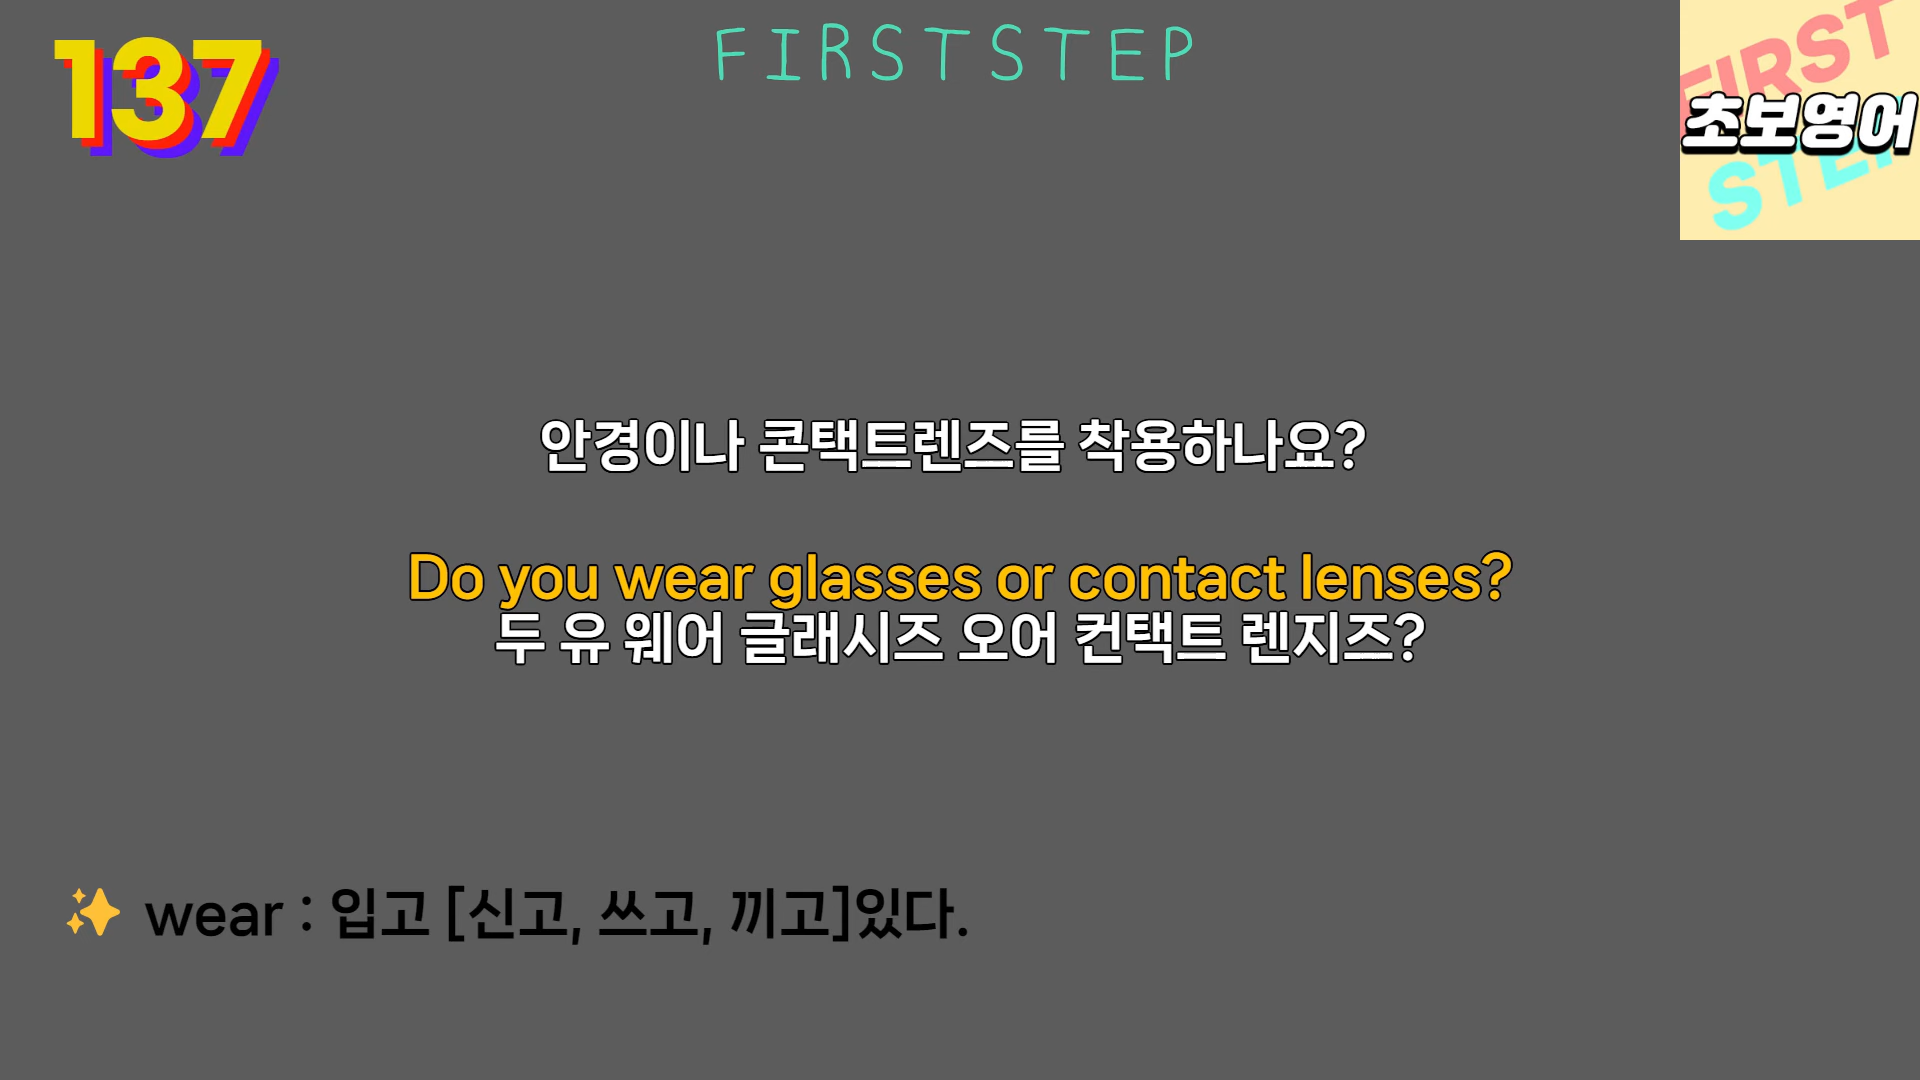 137
FIRST STEP
FIRST
초보영어
STEP
안경이나 콘택트렌즈를 착용하나요?
Do you wear glasses or contact lenses?
두 유 웨어 글래시즈 오어 컨택트 렌지즈?
✨ wear : 입고 [신고, 쓰고, 끼고]있다.